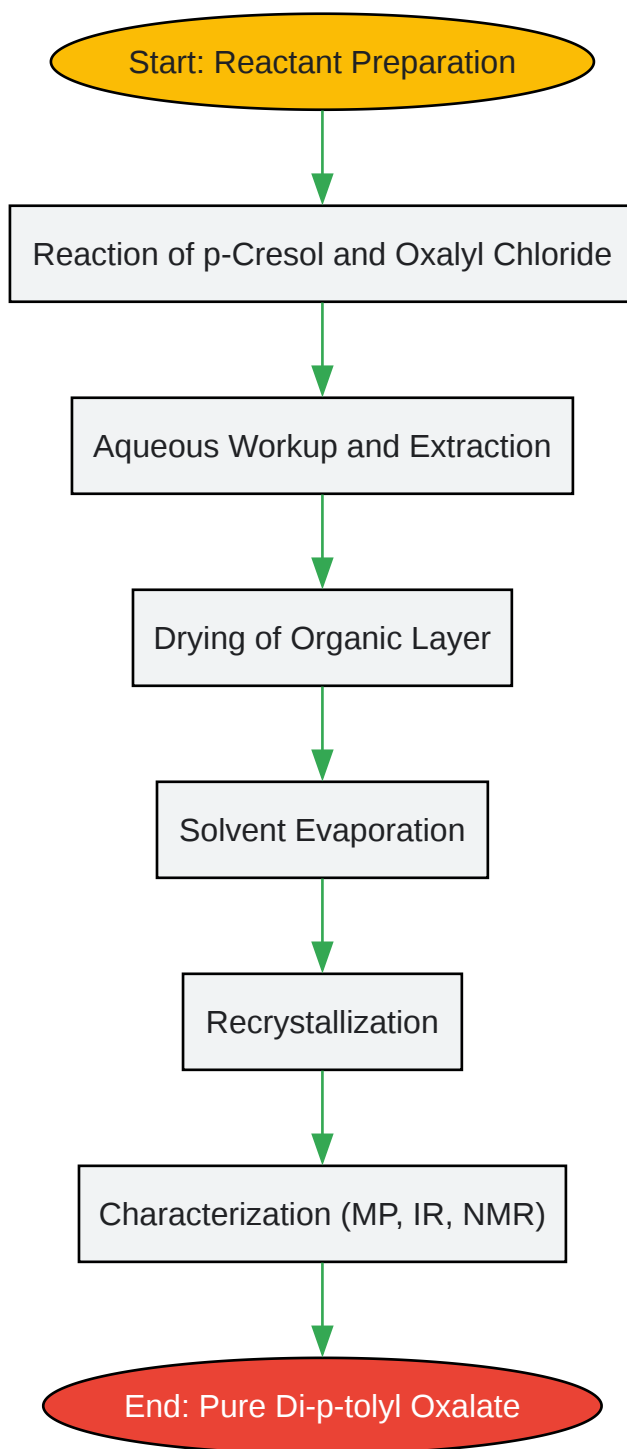 Start: Reactant Preparation
Reaction of p-Cresol and Oxalyl Chloride
Aqueous Workup and Extraction
Drying of Organic Layer
Solvent Evaporation
Recrystallization
Characterization (MP, IR, NMR)
End: Pure Di-p-tolyl Oxalate